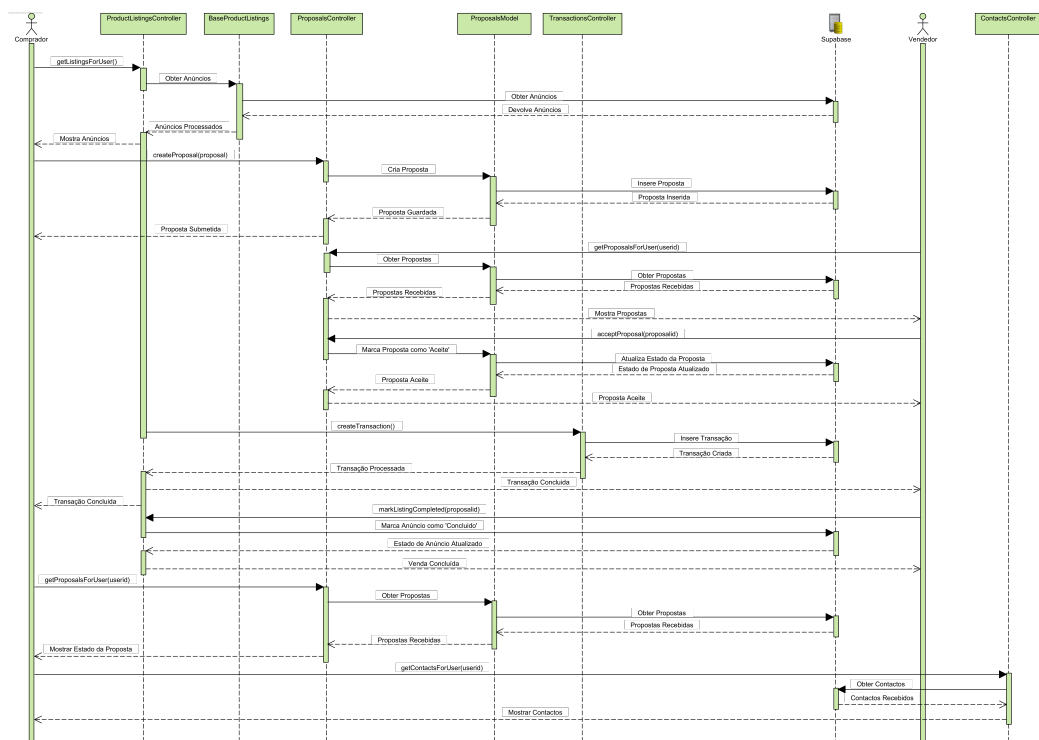 ProductListingsController
BaseProductListings
ProposalsController
ProposalsModel
TransactionsController
ContactsController
Comprador
Supabase
Vendedor
getListingsForUser()
Obter Anúncios
Obter Anúncios
Devolve Anúncios
Anúncios Processados
Mostra Anúncios
createProposal(proposal)
Cria Proposta
Insere Proposta
Proposta Inserida
Proposta Guardada
Proposta Submetida
getProposalsForUser(userid)
Obter Propostas
Obter Propostas
Propostas Recebidas
Propostas Recebidas
Mostra Propostas
acceptProposal(proposalid)
Marca Proposta como 'Aceite'
Atualiza Estado da Proposta
Estado de Proposta Atualizado
Proposta Aceite
Proposta Aceite
createTransaction()
Insere Transação
Transação Criada
Transação Processada
Transação Concluida
Transação Concluida
markListingCompleted(proposalid)
Marca Anúncio como 'Concluido'
Estado de Anúncio Atualizado
Venda Concluída
getProposalsForUser(userid)
Obter Propostas
Obter Propostas
Propostas Recebidas
Propostas Recebidas
Mostrar Estado da Proposta
getContactsForUser(userid)
Obter Contactos
Contactos Recebidos
Mostrar Contactos